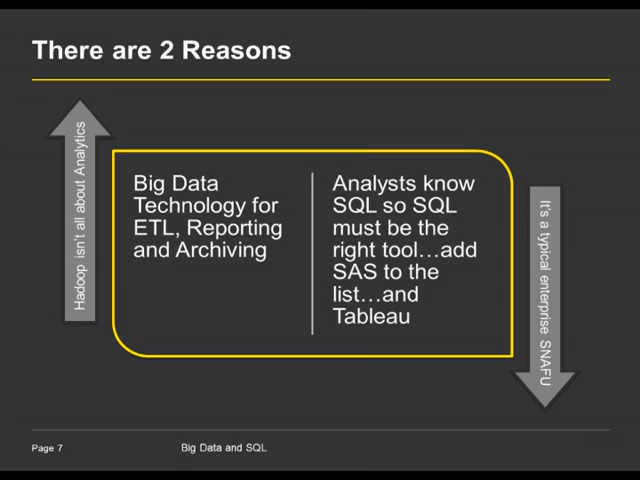 There are 2 Reasons
Hadoop isn't all about Analytics
Big Data
Technology for
ETL, Reporting
and Archiving
Analysts know
SQL so SQL
must be the
right tool…add
SAS to the
list…and
Tableau
It's a typical enterprise SNAFU
Page 7
Big Data and SQL